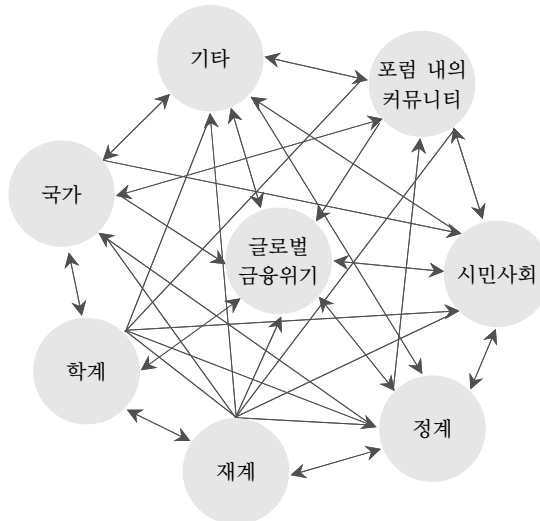 기타
포럼 내의
커뮤니티
국가
글로벌
금융위기
시민사회
학계
정계
재계